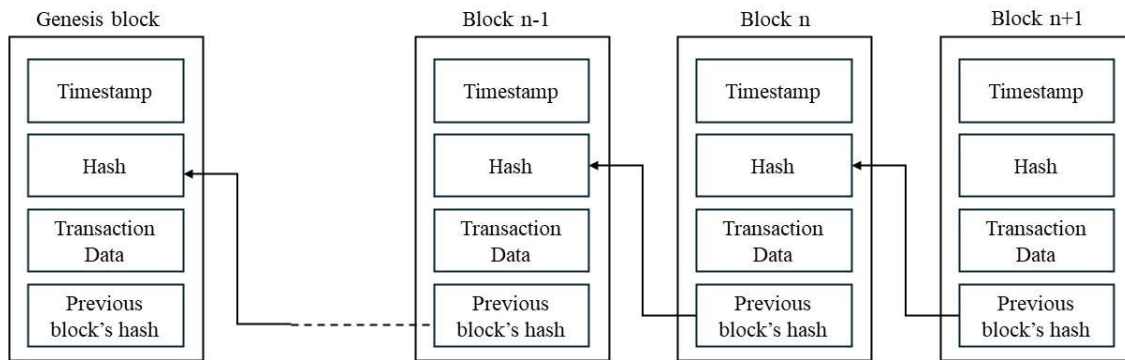 Genesis block
Timestamp
Hash
Transaction
Data
Previous
block’s hash
Block n-1
Timestamp
Hash
Transaction
Data
Previous
block’s hash
Block n
Timestamp
Hash
Transaction
Data
Previous
block’s hash
Block n+1
Timestamp
Hash
Transaction
Data
Previous
block’s hash